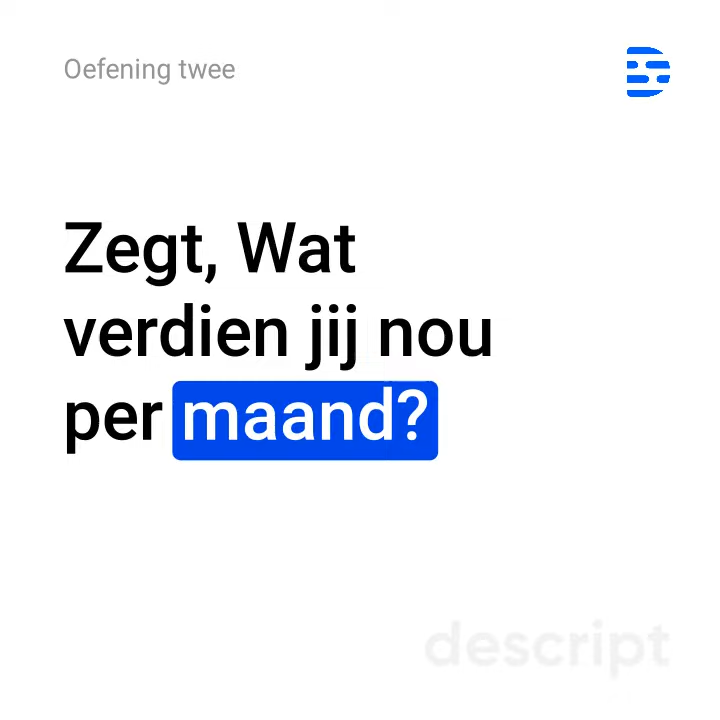 Oefening twee
Zegt, Wat
verdien jij nou
per maand?
descript